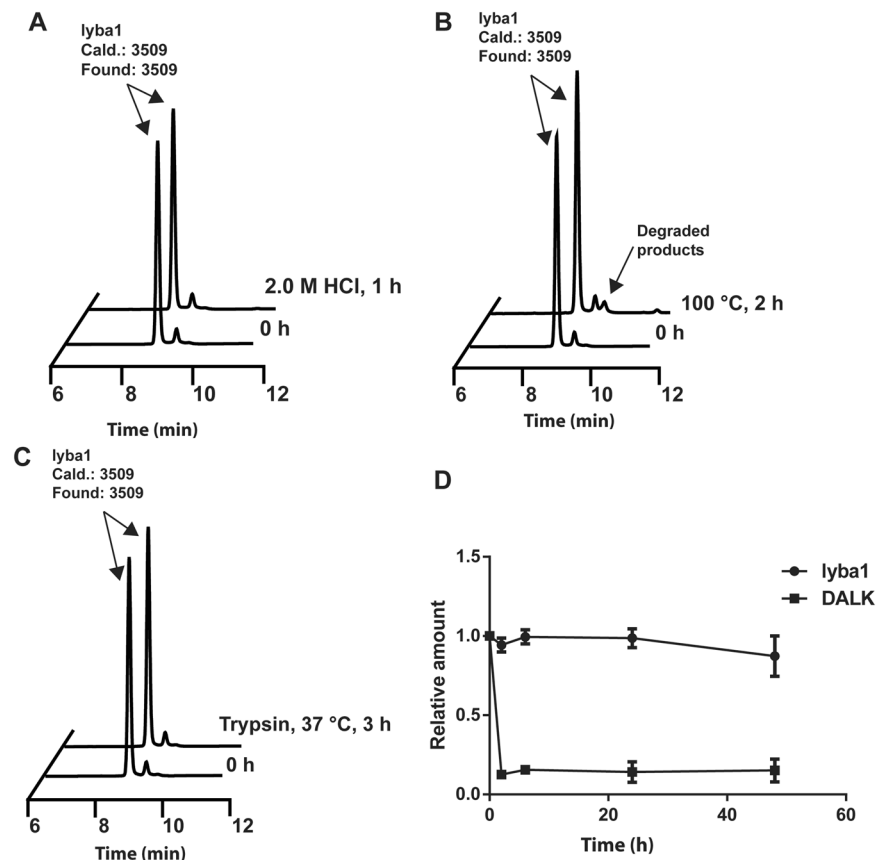 A
lyba1
Cald.: 3509
Found: 3509
2.0 M HCl, 1 h
0 h
6 8 10 12
Time (min)
B
lyba1
Cald.: 3509
Found: 3509
Degraded
products
100 °C, 2 h
0 h
6 8 10 12
Time (min)
C
lyba1
Cald.: 3509
Found: 3509
Trypsin, 37 °C, 3 h
0 h
6 8 10 12
Time (min)
D
1.5
1.0
0.5
0.0
Relative amount
0 20 40 60
Time (h)
lyba1
DALK